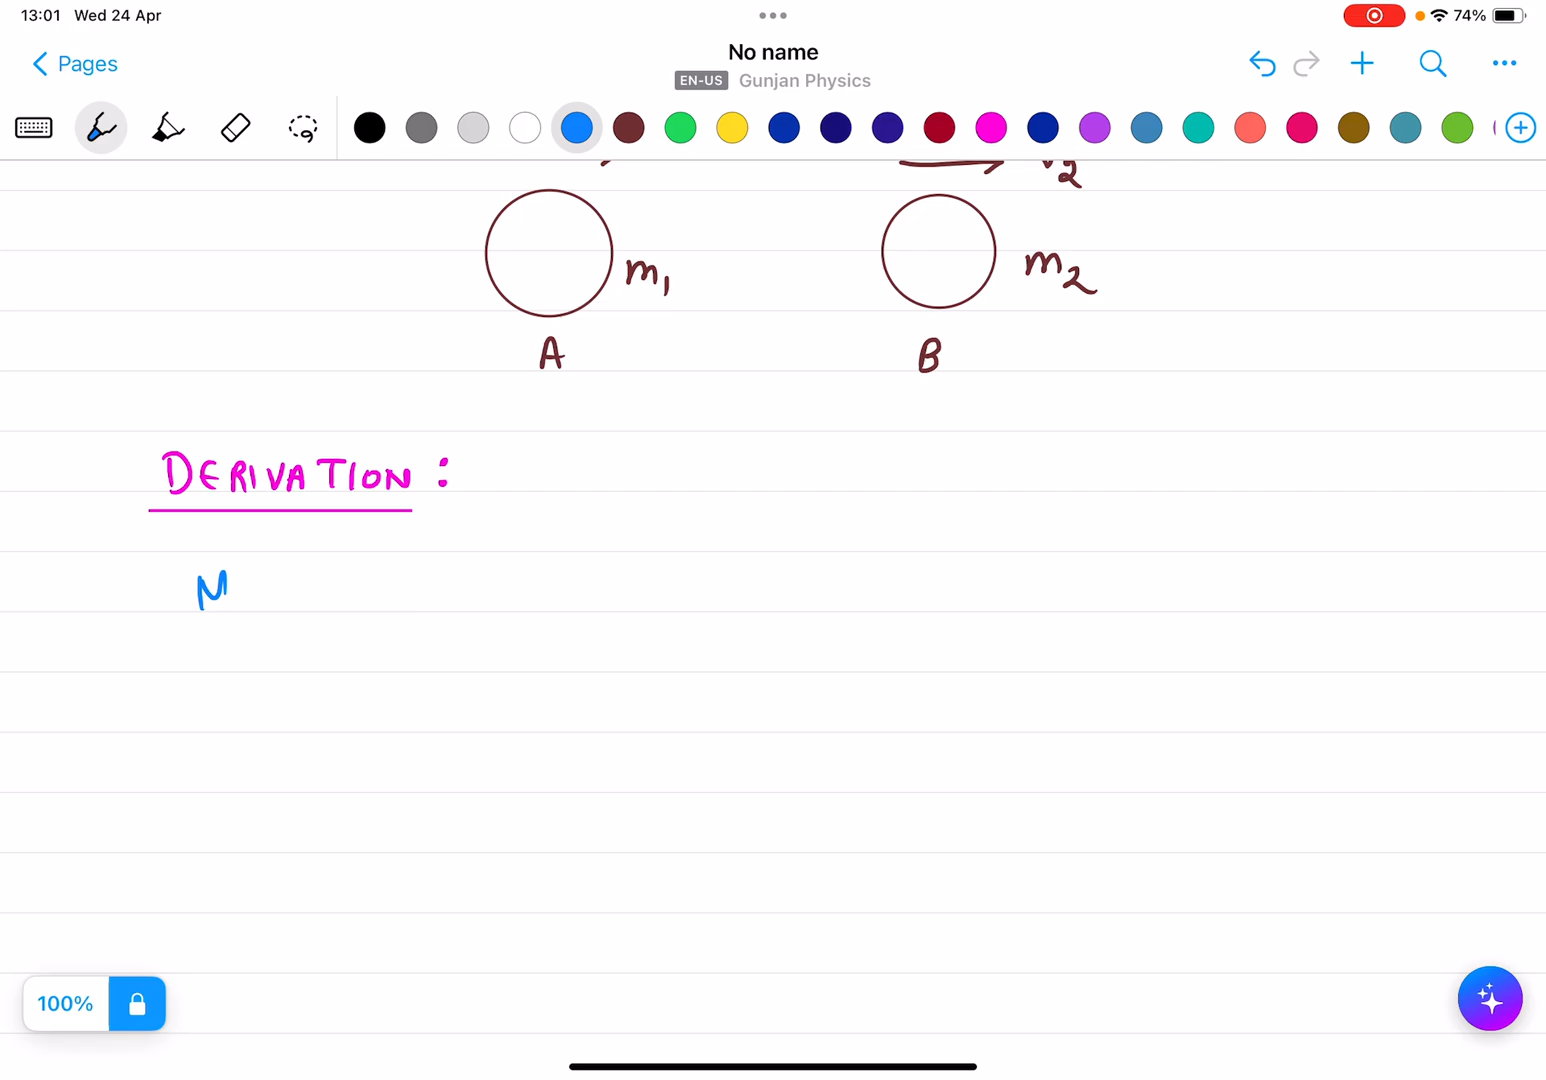 13:01 Wed 24 Apr
74%
Pages
No name
EN-US Gunjan Physics
m₁
m₂
A
B
DERIVATION :
M
100%